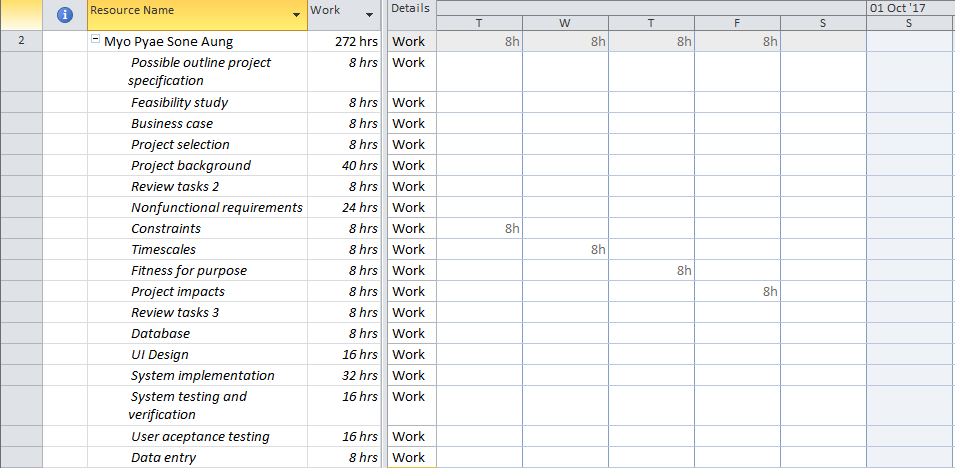 Resource Name Work Details 01 Oct '17
T W T F S S
2 Myo Pyae Sone Aung 272 hrs Work 8h 8h 8h 8h
Possible outline project 8 hrs Work
specification
Feasibility study 8 hrs Work
Business case 8 hrs Work
Project selection 8 hrs Work
Project background 40 hrs Work
Review tasks 2 8 hrs Work
Nonfunctional requirements 24 hrs Work
Constraints 8 hrs Work 8h
Timescales 8 hrs Work 8h
Fitness for purpose 8 hrs Work 8h
Project impacts 8 hrs Work 8h
Review tasks 3 8 hrs Work
Database 8 hrs Work
UI Design 16 hrs Work
System implementation 32 hrs Work
System testing and 16 hrs Work
verification
User aceptance testing 16 hrs Work
Data entry 8 hrs Work